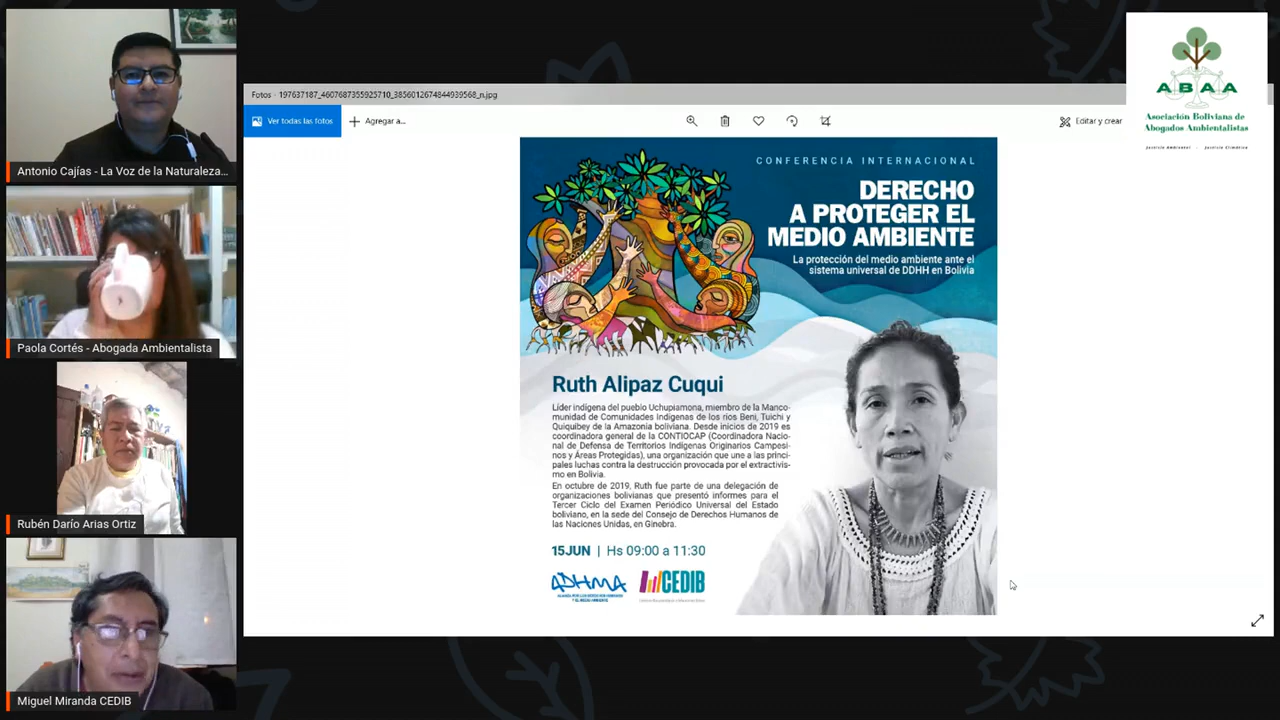 Antonio Cajías - La Voz de la Naturaleza...
Paola Cortés - Abogada Ambientalista
Rubén Darío Arias Ortiz
Miguel Miranda CEDIB
Fotos - 197637187_4607687355925710_3856012674844939568_n.jpg
Ver todas las fotos
Agregar a...
Editar y crear
ABAA
Asociación Boliviana de
Abogados Ambientalistas
Justicia Ambiental - Justicia Climática
CONFERENCIA INTERNACIONAL
DERECHO
A PROTEGER EL
MEDIO AMBIENTE
La protección del medio ambiente ante el
sistema universal de DDHH en Bolivia
Ruth Alipaz Cuqui
Líder indígena del pueblo Uchupiamona, miembro de la Manco-
munidad de Comunidades Indígenas de los ríos Beni, Tuichi y
Quiquibey de la Amazonia boliviana. Desde inicios de 2019 es
coordinadora general de la CONTIOCAP (Coordinadora Nacio-
nal de Defensa de Territorios Indígenas Originarios Campesi-
nos y Áreas Protegidas), una organización que une a las princi-
pales luchas contra la destrucción provocada por el extractivis-
mo en Bolivia.
En octubre de 2019, Ruth fue parte de una delegación de
organizaciones bolivianas que presentó informes para el
Tercer Ciclo del Examen Periódico Universal del Estado
boliviano, en la sede del Consejo de Derechos Humanos de
las Naciones Unidas, en Ginebra.
15JUN | Hs 09:00 a 11:30
ADHMA
CEDIB